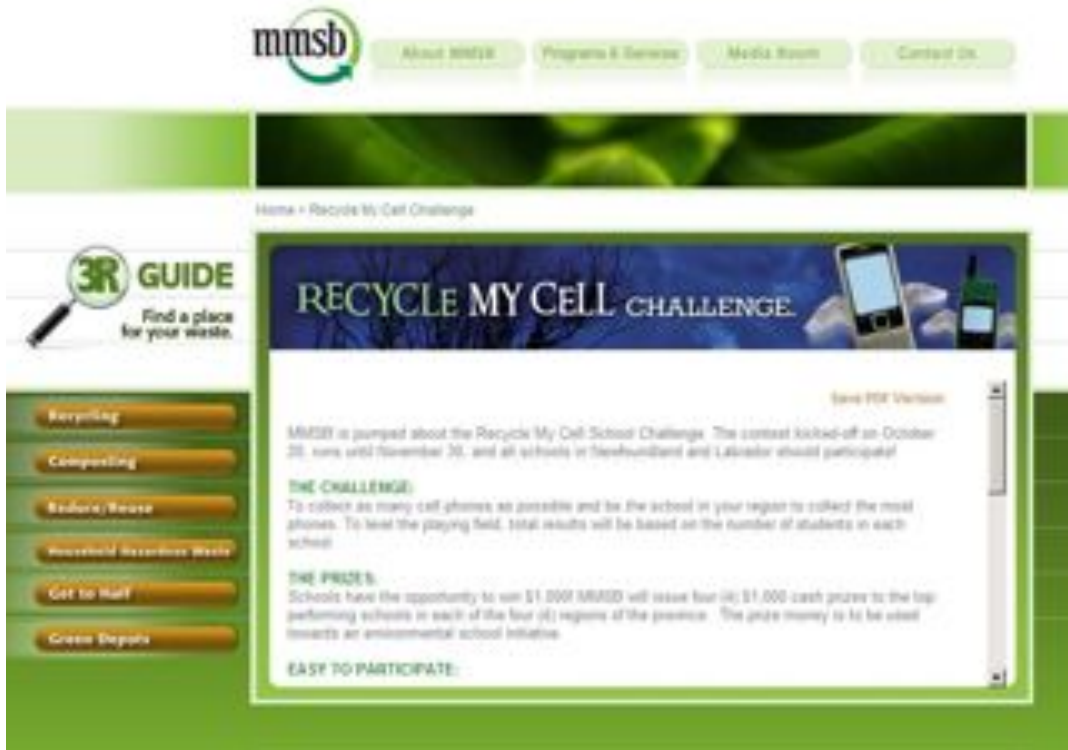 mmsb
About MMSB
Programs & Services
Media Room
Contact Us
Home > Recycle My Cell Challenge
3R GUIDE
Find a place
for your waste.
RECYCLE MY CELL CHALLENGE.
Recycling
Composting
Reduce/Reuse
Household Hazardous Waste
Get to Half
Green Depots
Save PDF Version
MMSB is pumped about the Recycle My Cell School Challenge. The contest kicked-off on October
20, runs until November 30, and all schools in Newfoundland and Labrador should participate!
THE CHALLENGE:
To collect as many cell phones as possible and be the school in your region to collect the most
phones. To level the playing field, total results will be based on the number of students in each
school.
THE PRIZES:
Schools have the opportunity to win $1,000! MMSB will issue four (4) $1,000 cash prizes to the top
performing schools in each of the four (4) regions of the province. The prize money is to be used
towards an environmental school initiative.
EASY TO PARTICIPATE: